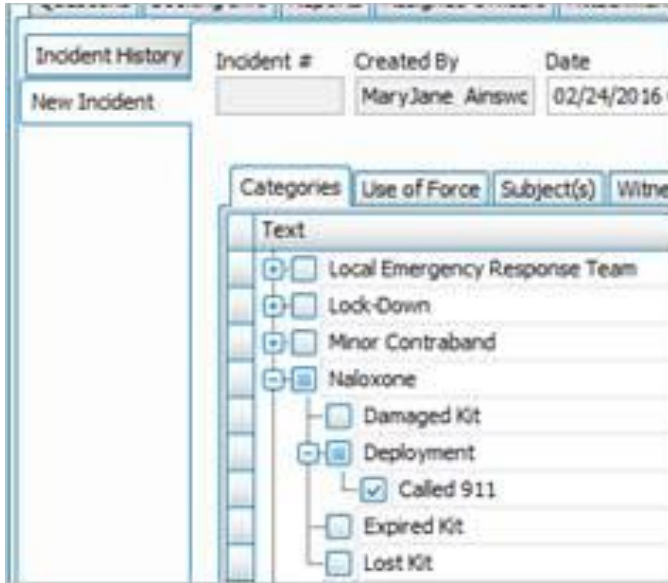 Incident History
New Incident
Incident # Created By Date
MaryJane Ainswc 02/24/2016
Categories Use of Force Subject(s) Witne
Text
Local Emergency Response Team
Lock-Down
Minor Contraband
Naloxone
Damaged Kit
Deployment
Called 911
Expired Kit
Lost Kit